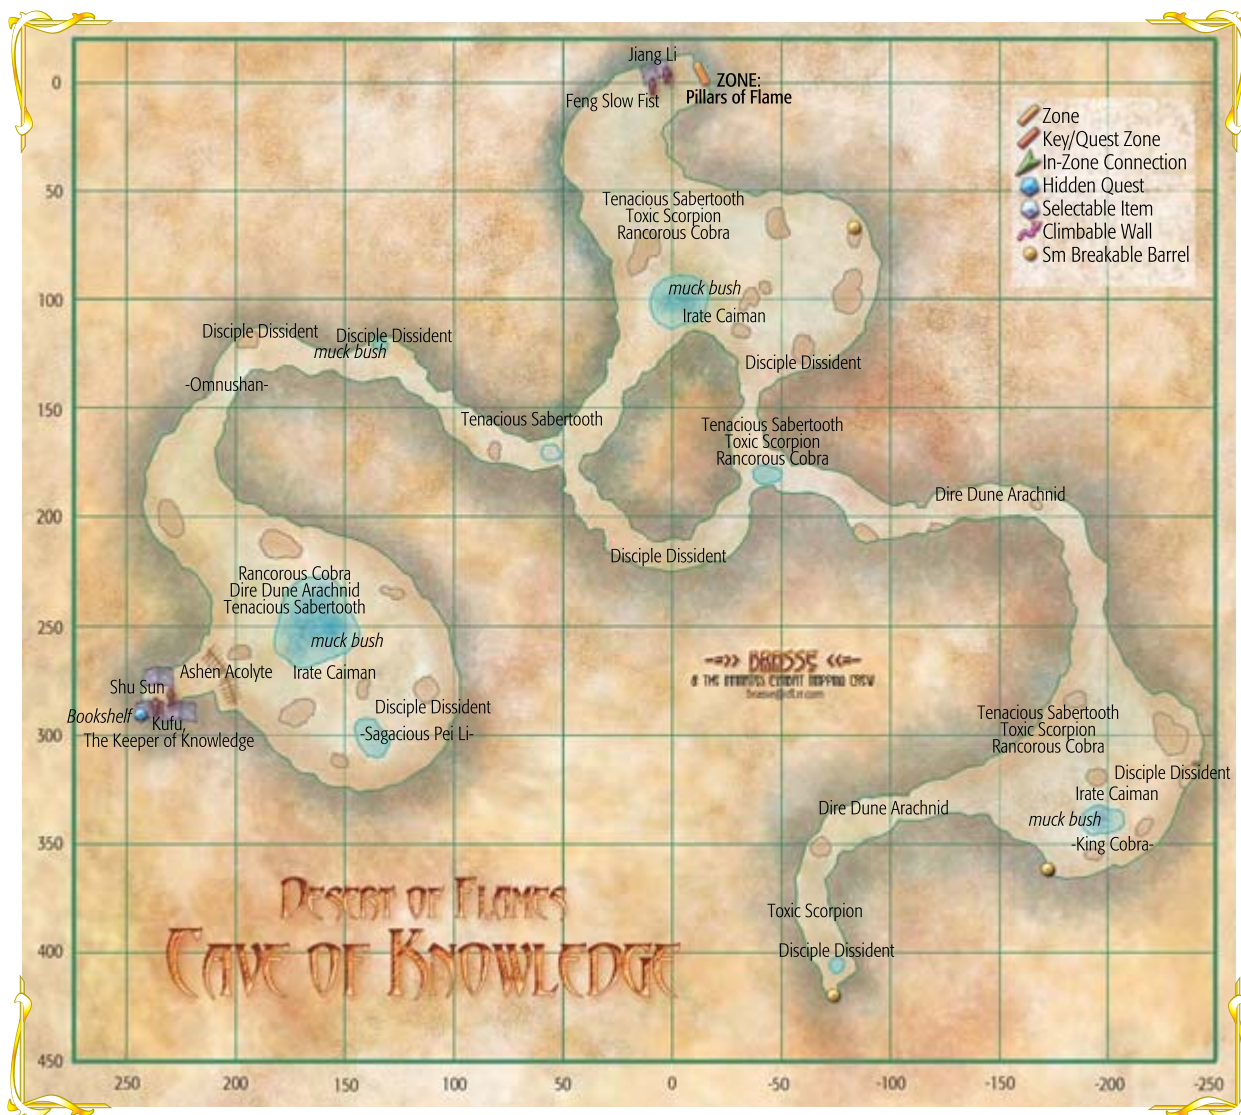 Jiang Li
ZONE:
Pillars of Flame
Feng Slow Fist
Zone
Key/Quest Zone
In-Zone Connection
Hidden Quest
Selectable Item
Climbable Wall
Sm Breakable Barrel
Tenacious Sabertooth
Toxic Scorpion
Rancorous Cobra
muck bush
Irate Caiman
Disciple Dissident
Disciple Dissident
Disciple Dissident
muck bush
-Omnushan-
Tenacious Sabertooth
Tenacious Sabertooth
Toxic Scorpion
Rancorous Cobra
Dire Dune Arachnid
Disciple Dissident
Rancorous Cobra
Dire Dune Arachnid
Tenacious Sabertooth
muck bush
Irate Caiman
Ashen Acolyte
Shu Sun
Bookshelf
Kufu,
The Keeper of Knowledge
Disciple Dissident
-Sagacious Pei Li-
-=>> BRASSE <<=-
& THE MAPPING CREW
Tenacious Sabertooth
Toxic Scorpion
Rancorous Cobra
Disciple Dissident
Irate Caiman
muck bush
-King Cobra-
Dire Dune Arachnid
Toxic Scorpion
Disciple Dissident
Desert of Flames
Cave of Knowledge
0
50
100
150
200
250
300
350
400
450
250
200
150
100
50
0
-50
-100
-150
-200
-250